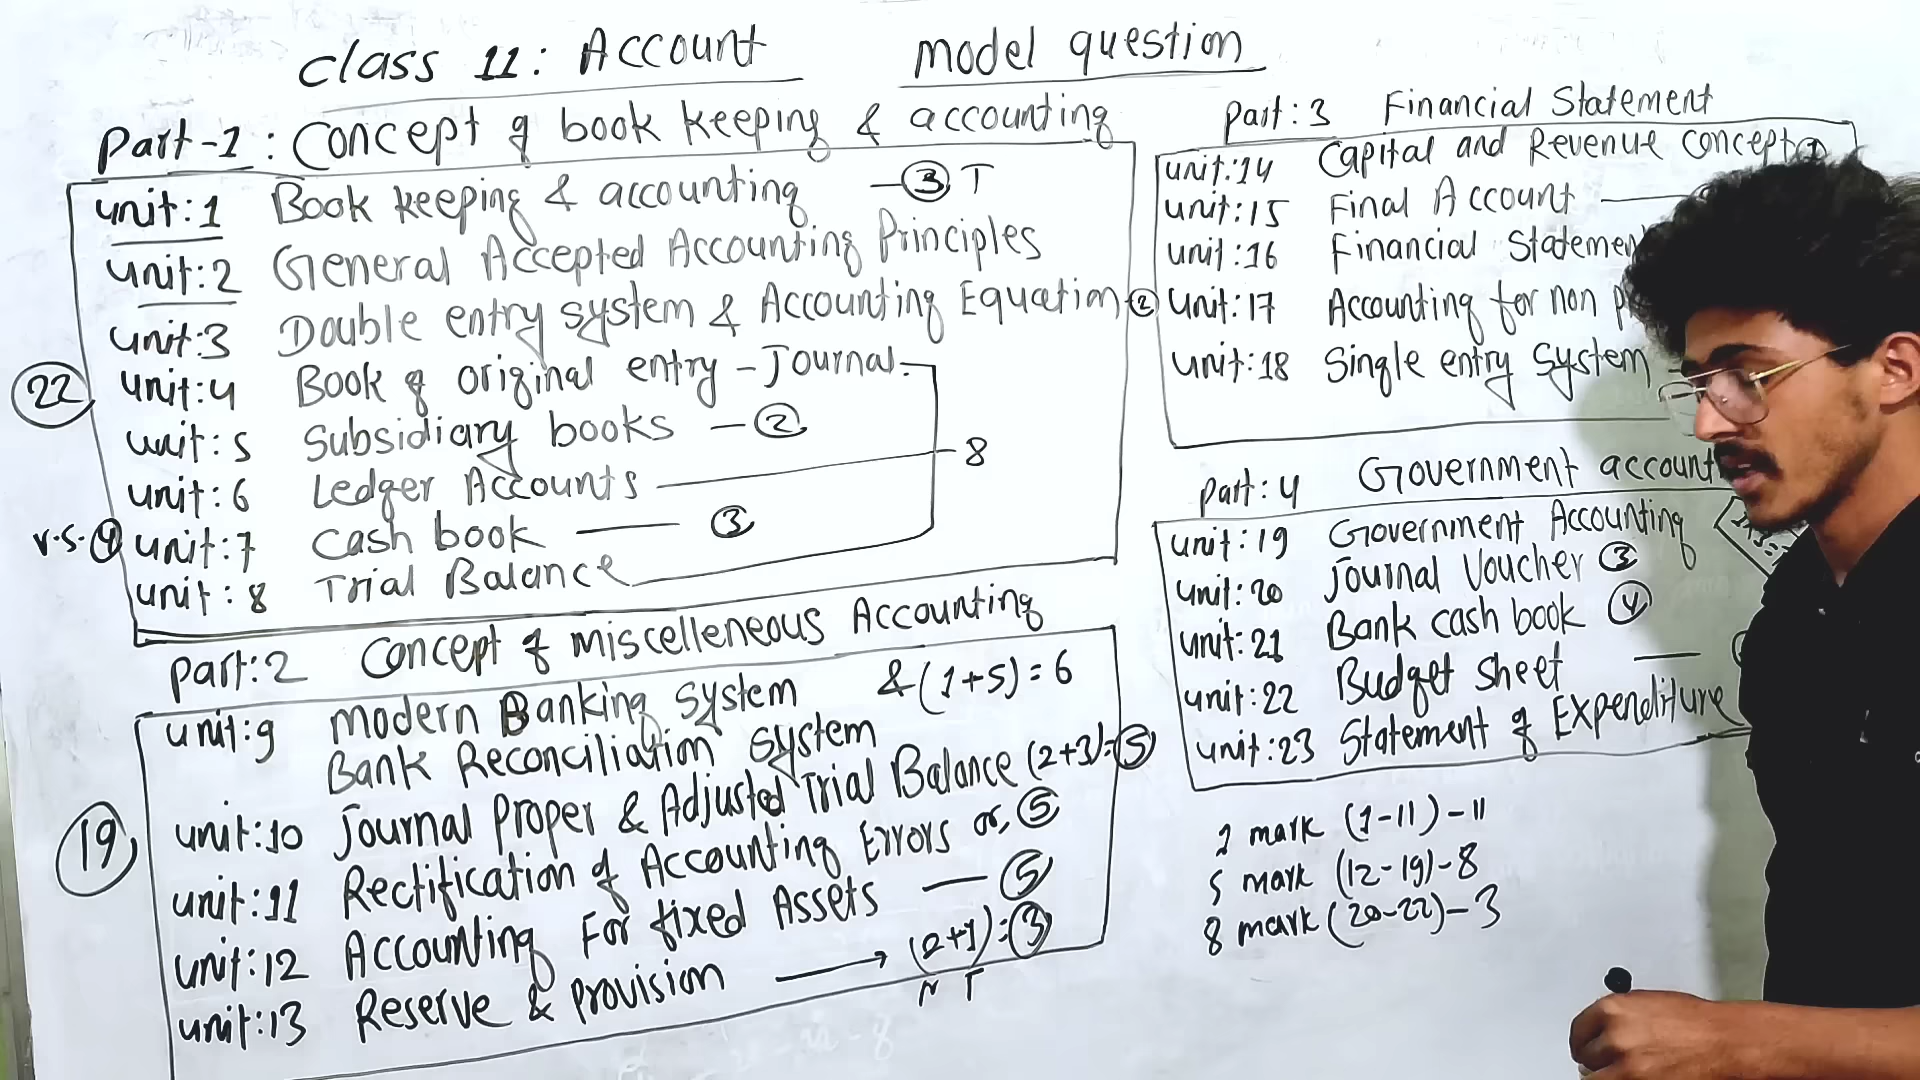 class 11: Account model question
Part-1: Concept of book keeping & accounting
unit:1 Book keeping & accounting - 3 T
unit:2 General Accepted Accounting Principles
unit:3 Double entry system & Accounting Equation - 2
unit:4 Book of original entry - Journal
22
unit:5 Subsidiary books - 2
8
unit:6 Ledger Accounts
v.s. 4 unit:7 Cash book - 3
unit:8 Trial Balance
part:2 Concept of miscelleneous Accounting
unit:9 Modern Banking system & (1+5)=6
Bank Reconciliation system
unit:10 Journal Proper & Adjusted Trial Balance (2+3)=5
19
unit:11 Rectification of Accounting Errors or, 5
unit:12 Accounting For fixed Assets - 5
unit:13 Reserve & provision → (2+1)=3
N T
Part:3 Financial Statement
unit:14 Capital and Revenue Concept 1
unit:15 Final Account
unit:16 Financial Statement
unit:17 Accounting for non
unit:18 Single entry system
part:4 Government account
unit:19 Government Accounting
unit:20 Journal Voucher 3
unit:21 Bank cash book 4
unit:22 Budget sheet
unit:23 Statement of Expenditure
1 mark (1-11) - 11
5 mark (12-19) - 8
8 mark (20-22) - 3